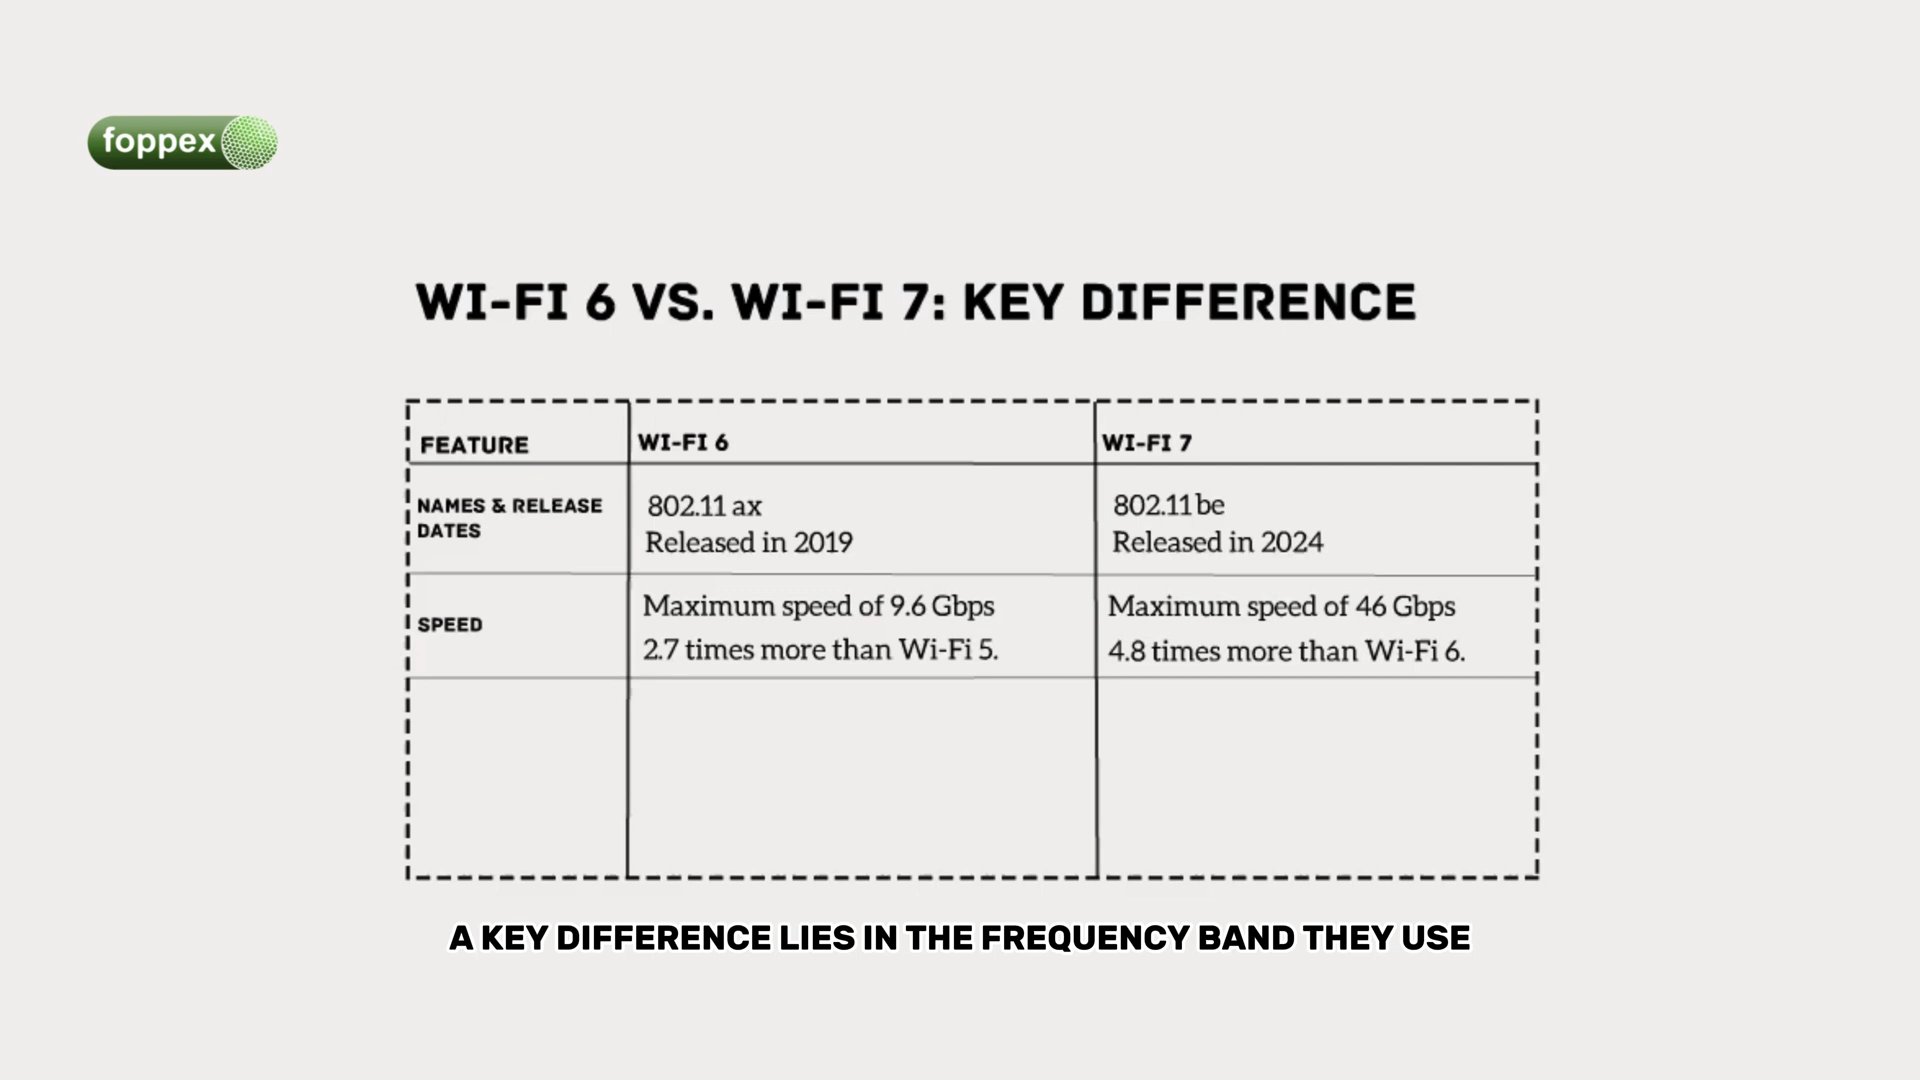 foppex
WI-FI 6 VS. WI-FI 7: KEY DIFFERENCE
FEATURE
WI-FI 6
WI-FI 7
NAMES & RELEASE
DATES
802.11 ax
Released in 2019
802.11 be
Released in 2024
SPEED
Maximum speed of 9.6 Gbps
2.7 times more than Wi-Fi 5.
Maximum speed of 46 Gbps
4.8 times more than Wi-Fi 6.
A KEY DIFFERENCE LIES IN THE FREQUENCY BAND THEY USE